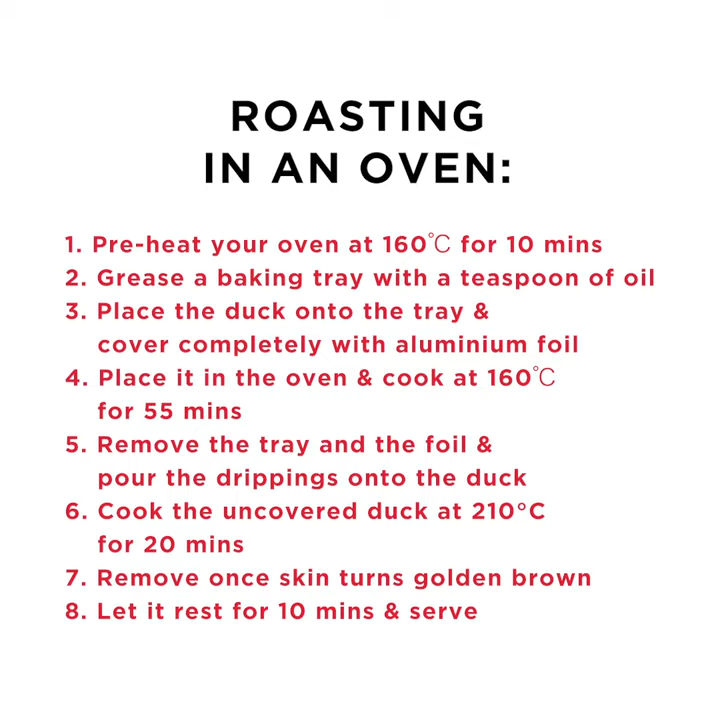 ROASTING
IN AN OVEN:
1. Pre-heat your oven at 160℃ for 10 mins
2. Grease a baking tray with a teaspoon of oil
3. Place the duck onto the tray &
cover completely with aluminium foil
4. Place it in the oven & cook at 160℃
for 55 mins
5. Remove the tray and the foil &
pour the drippings onto the duck
6. Cook the uncovered duck at 210°C
for 20 mins
7. Remove once skin turns golden brown
8. Let it rest for 10 mins & serve